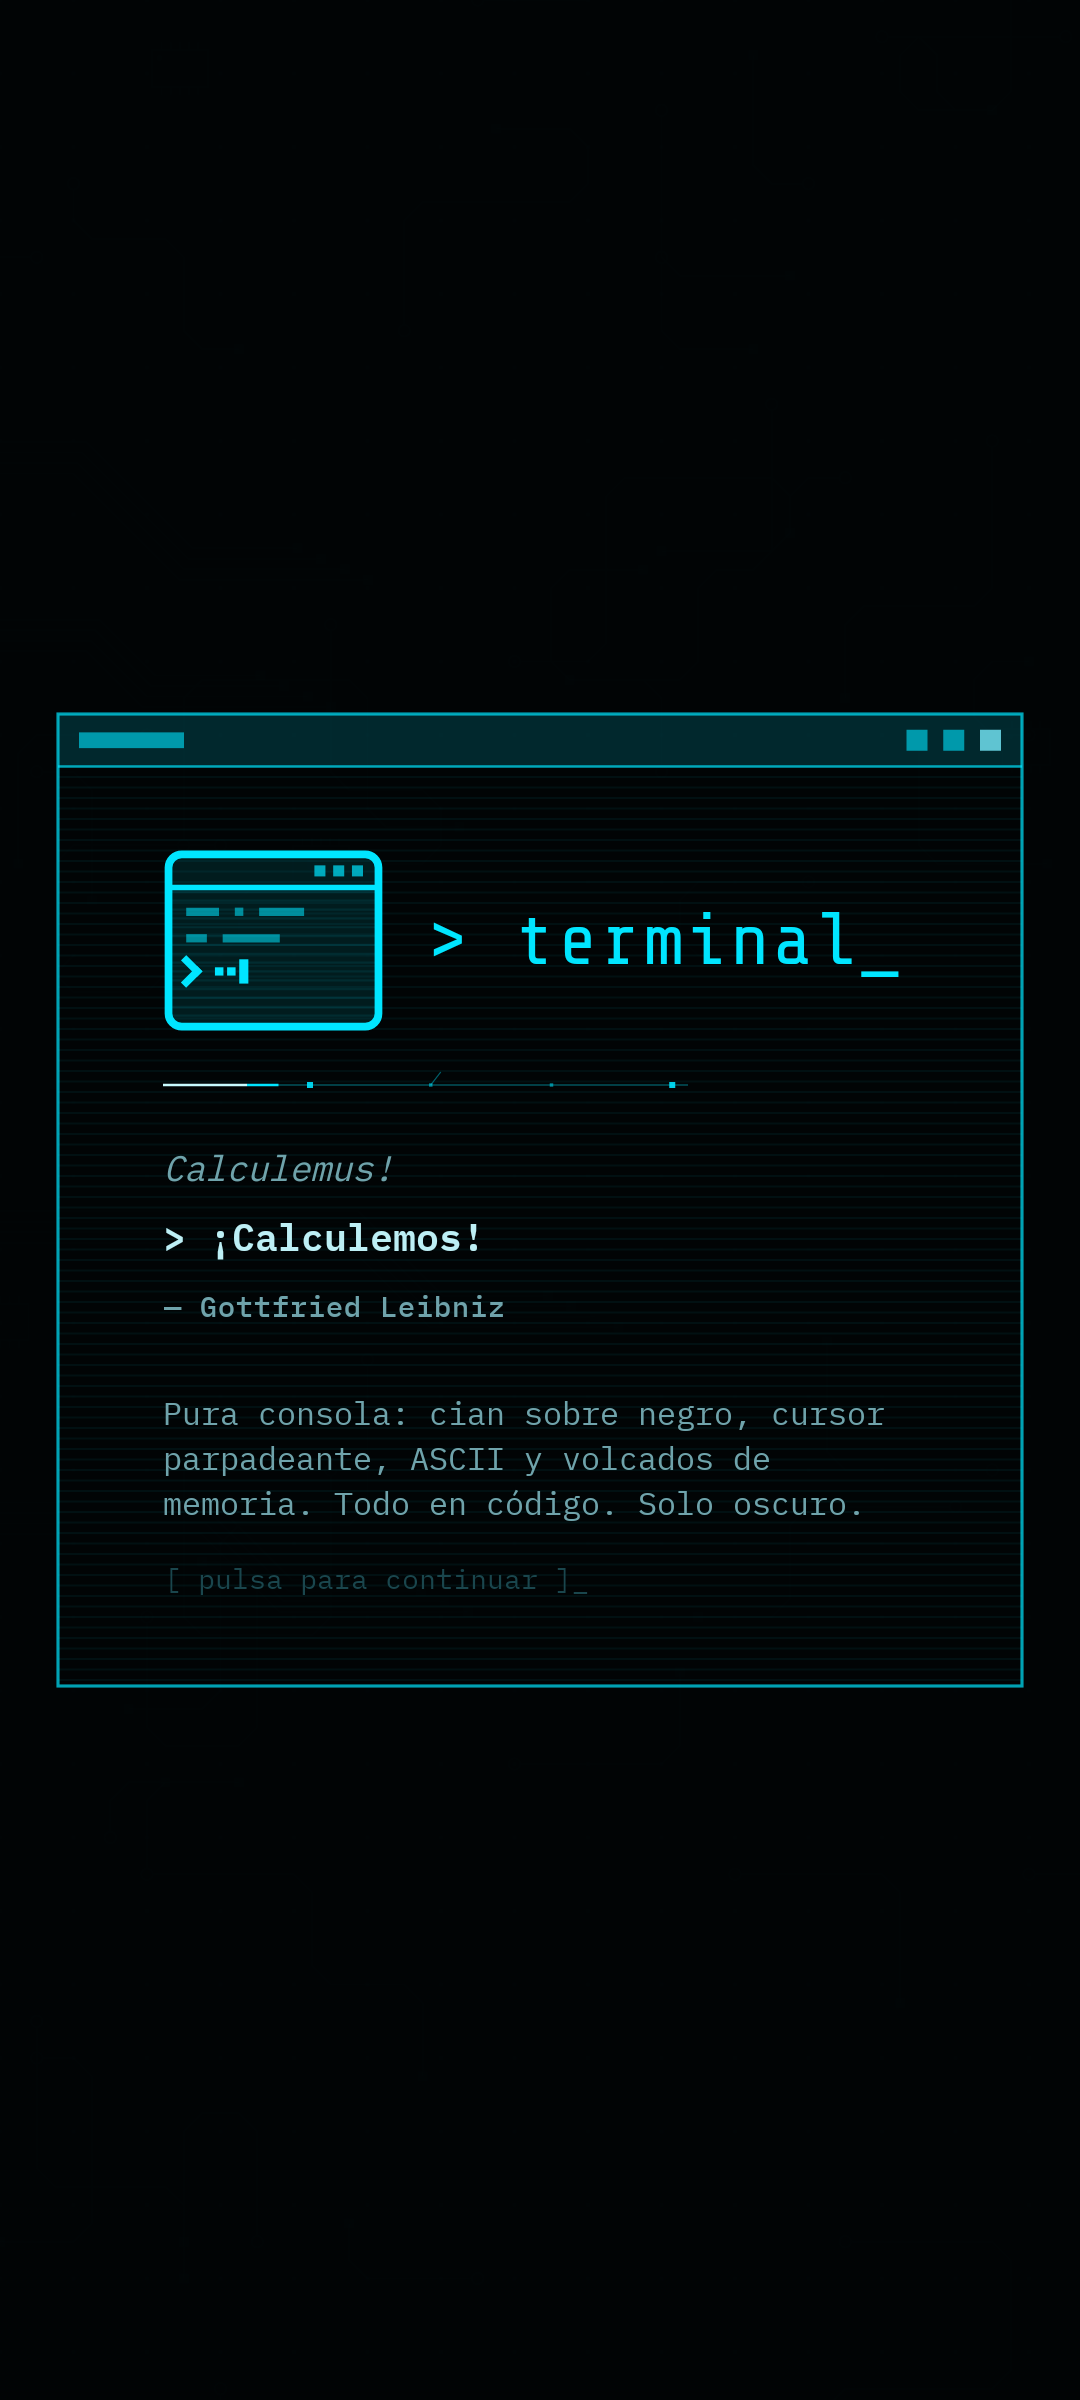 > terminal_
Calculemus!
> ¡Calculemos!
— Gottfried Leibniz
Pura consola: cian sobre negro, cursor
parpadeante, ASCII y volcados de
memoria. Todo en código. Solo oscuro.
[ pulsa para continuar ]_